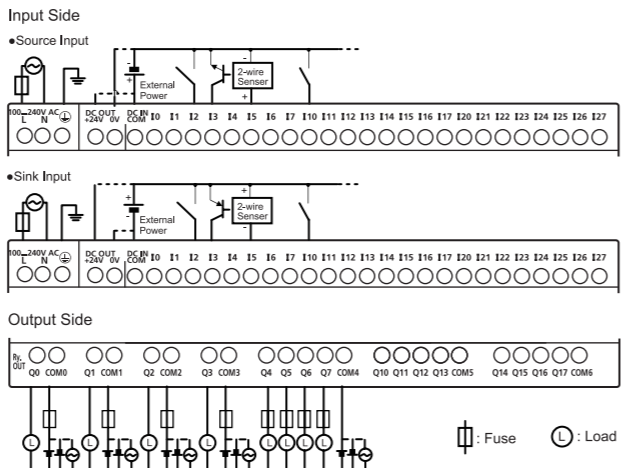 Input Side
●Source Input
-
+
External
Power
-
2-wire
Senser
+
100–240V AC
L N
DC OUT
+24V 0V
DC IN
COM I0 I1 I2 I3 I4 I5 I6 I7 I10 I11 I12 I13 I14 I15 I16 I17 I20 I21 I22 I23 I24 I25 I26 I27
●Sink Input
+
-
External
Power
+
2-wire
Senser
-
100–240V AC
L N
DC OUT
+24V 0V
DC IN
COM I0 I1 I2 I3 I4 I5 I6 I7 I10 I11 I12 I13 I14 I15 I16 I17 I20 I21 I22 I23 I24 I25 I26 I27
Output Side
Ry.
OUT
Q0 COM0 Q1 COM1 Q2 COM2 Q3 COM3 Q4 Q5 Q6 Q7 COM4 Q10 Q11 Q12 Q13 COM5 Q14 Q15 Q16 Q17 COM6
L L L L L L L L
: Fuse
L : Load